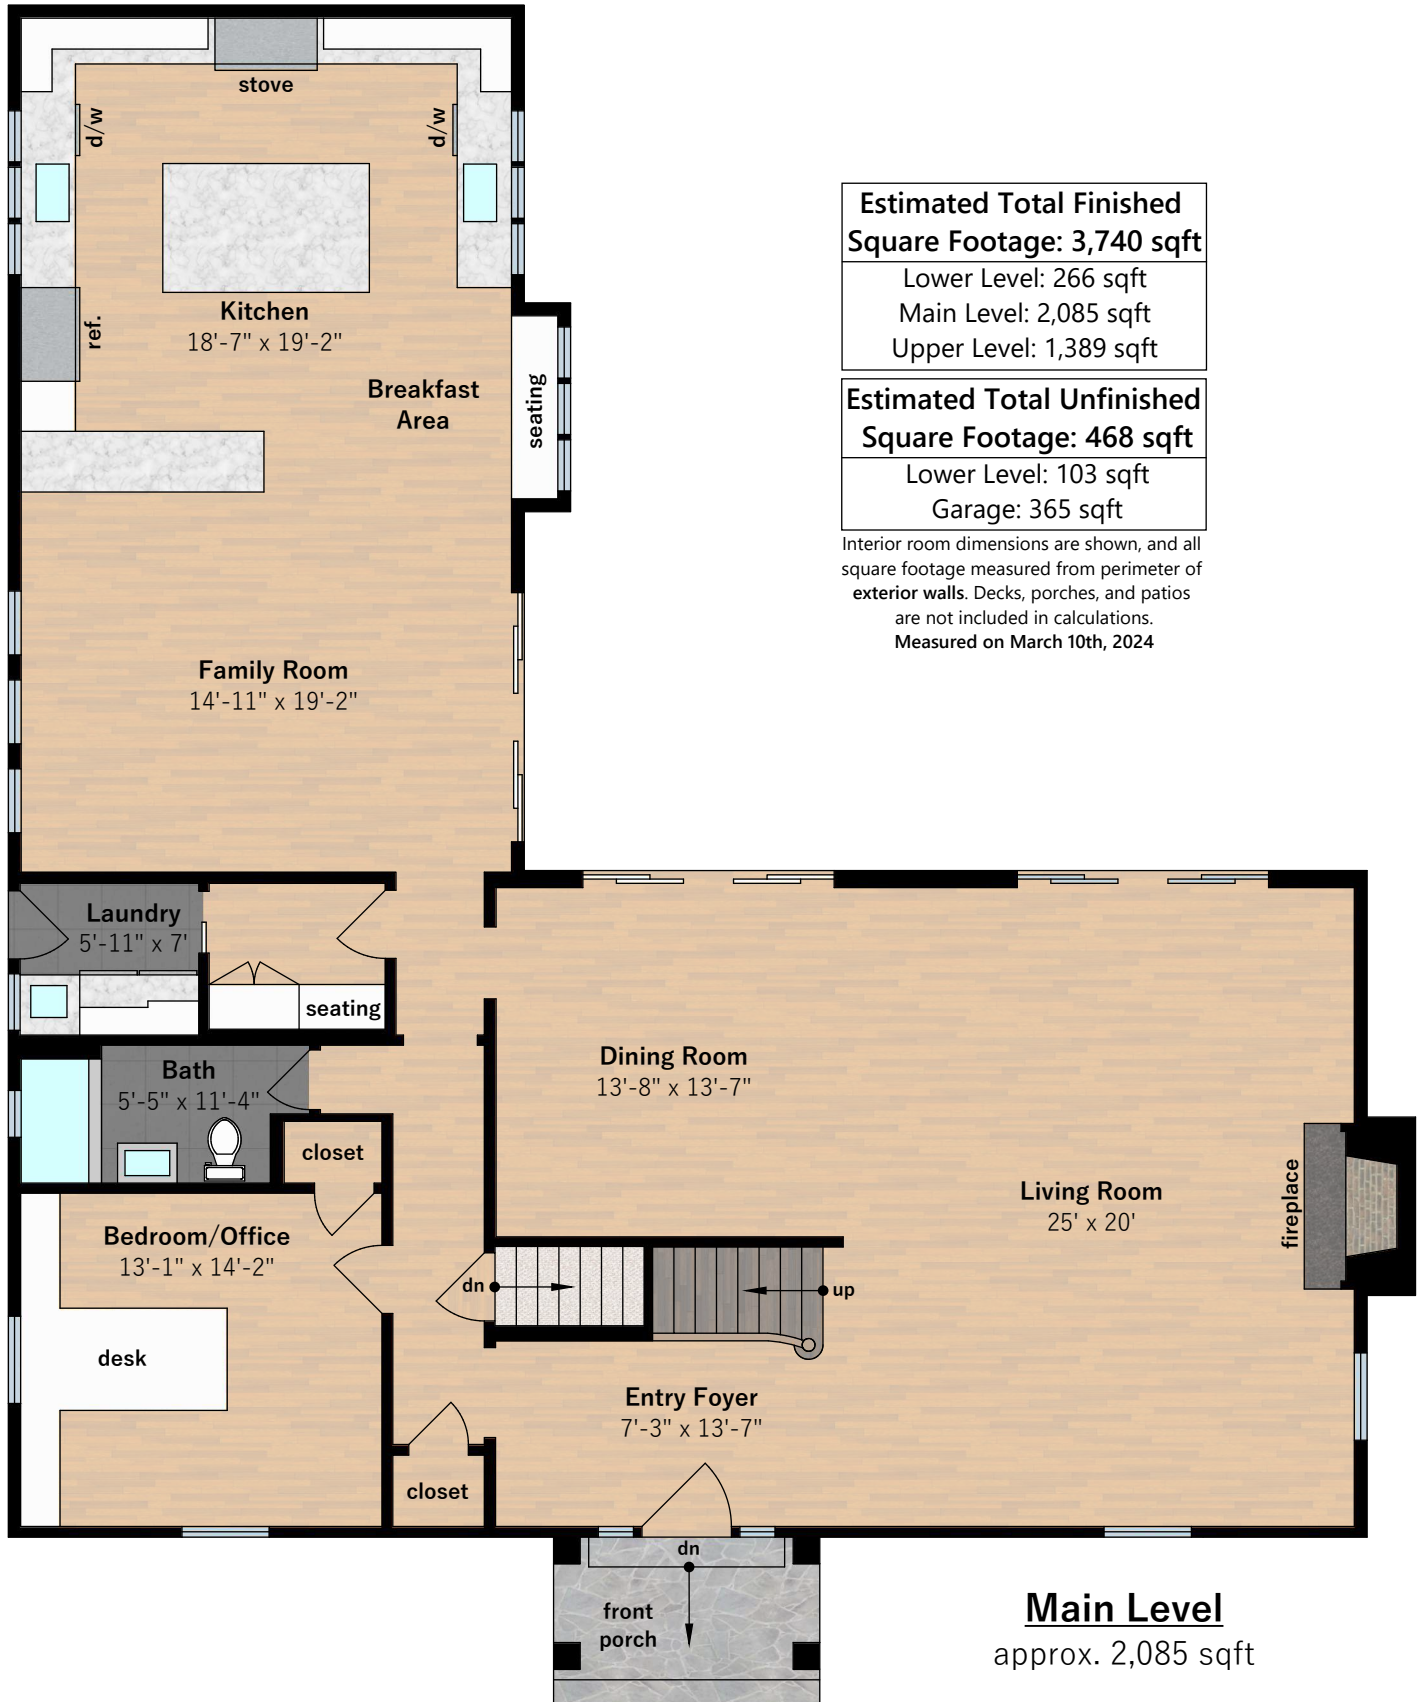 stove
d/w
d/w
Kitchen
18'-7" x 19'-2"
ref.
Breakfast
Area
seating
Estimated Total Finished
Square Footage: 3,740 sqft
Lower Level: 266 sqft
Main Level: 2,085 sqft
Upper Level: 1,389 sqft
Estimated Total Unfinished
Square Footage: 468 sqft
Lower Level: 103 sqft
Garage: 365 sqft
Interior room dimensions are shown, and all
square footage measured from perimeter of
exterior walls. Decks, porches, and patios
are not included in calculations.
Measured on March 10th, 2024
Family Room
14'-11" x 19'-2"
Laundry
5'-11" x 7'
seating
Bath
5'-5" x 11'-4"
closet
Dining Room
13'-8" x 13'-7"
Living Room
25' x 20'
fireplace
Bedroom/Office
13'-1" x 14'-2"
dn
up
desk
Entry Foyer
7'-3" x 13'-7"
closet
dn
front
porch
Main Level
approx. 2,085 sqft